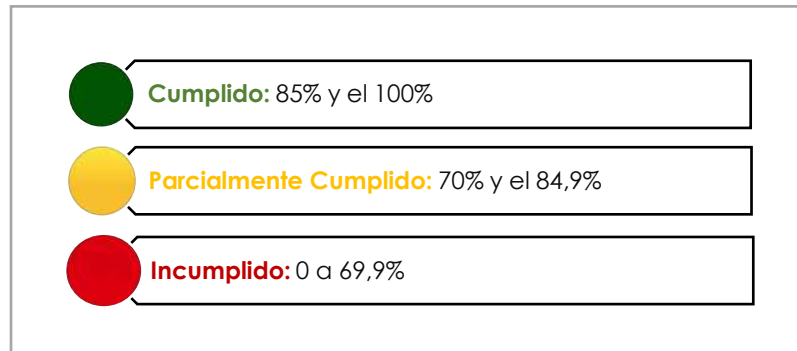 Cumplido: 85% y el 100%
Parcialmente Cumplido: 70% y el 84,9%
Incumplido: 0 a 69,9%